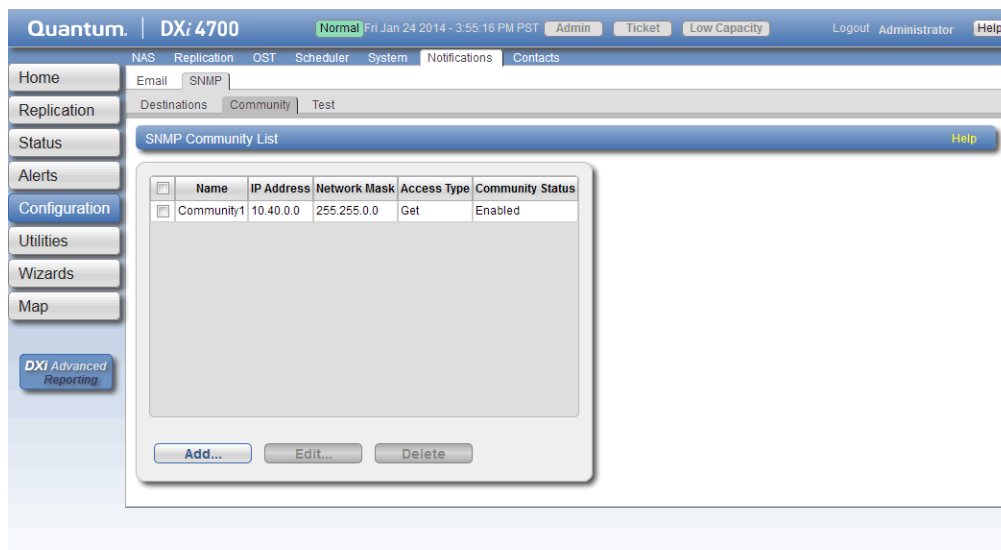 Quantum. DXi4700 Normal Fri Jan 24 2014 - 3:55:16 PM PST Admin Ticket Low Capacity Logout Administrator Help
NAS Replication OST Scheduler System Notifications Contacts
Home
Email SNMP
Replication
Destinations Community Test
Status
SNMP Community List Help
Alerts
Name IP Address Network Mask Access Type Community Status
Configuration
Community1 10.40.0.0 255.255.0.0 Get Enabled
Utilities
Wizards
Map
DXi Advanced
Reporting
Add... Edit... Delete